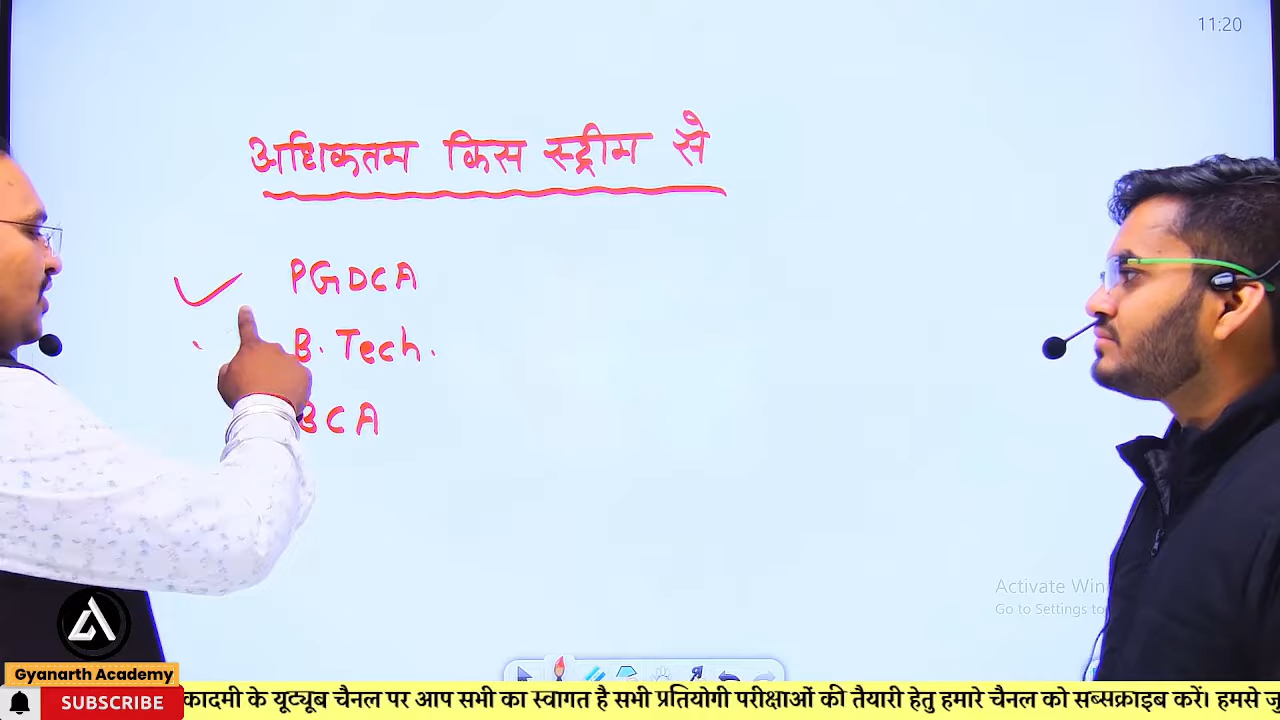 11:20
अधिकतम किस स्ट्रीम से
PGDCA
B. Tech.
BCA
Activate Win
Go to Settings to
Gyanarth Academy
SUBSCRIBE
कादमी के यूट्यूब चैनल पर आप सभी का स्वागत है सभी प्रतियोगी परीक्षाओं की तैयारी हेतु हमारे चैनल को सब्सक्राइब करें। हमसे जु